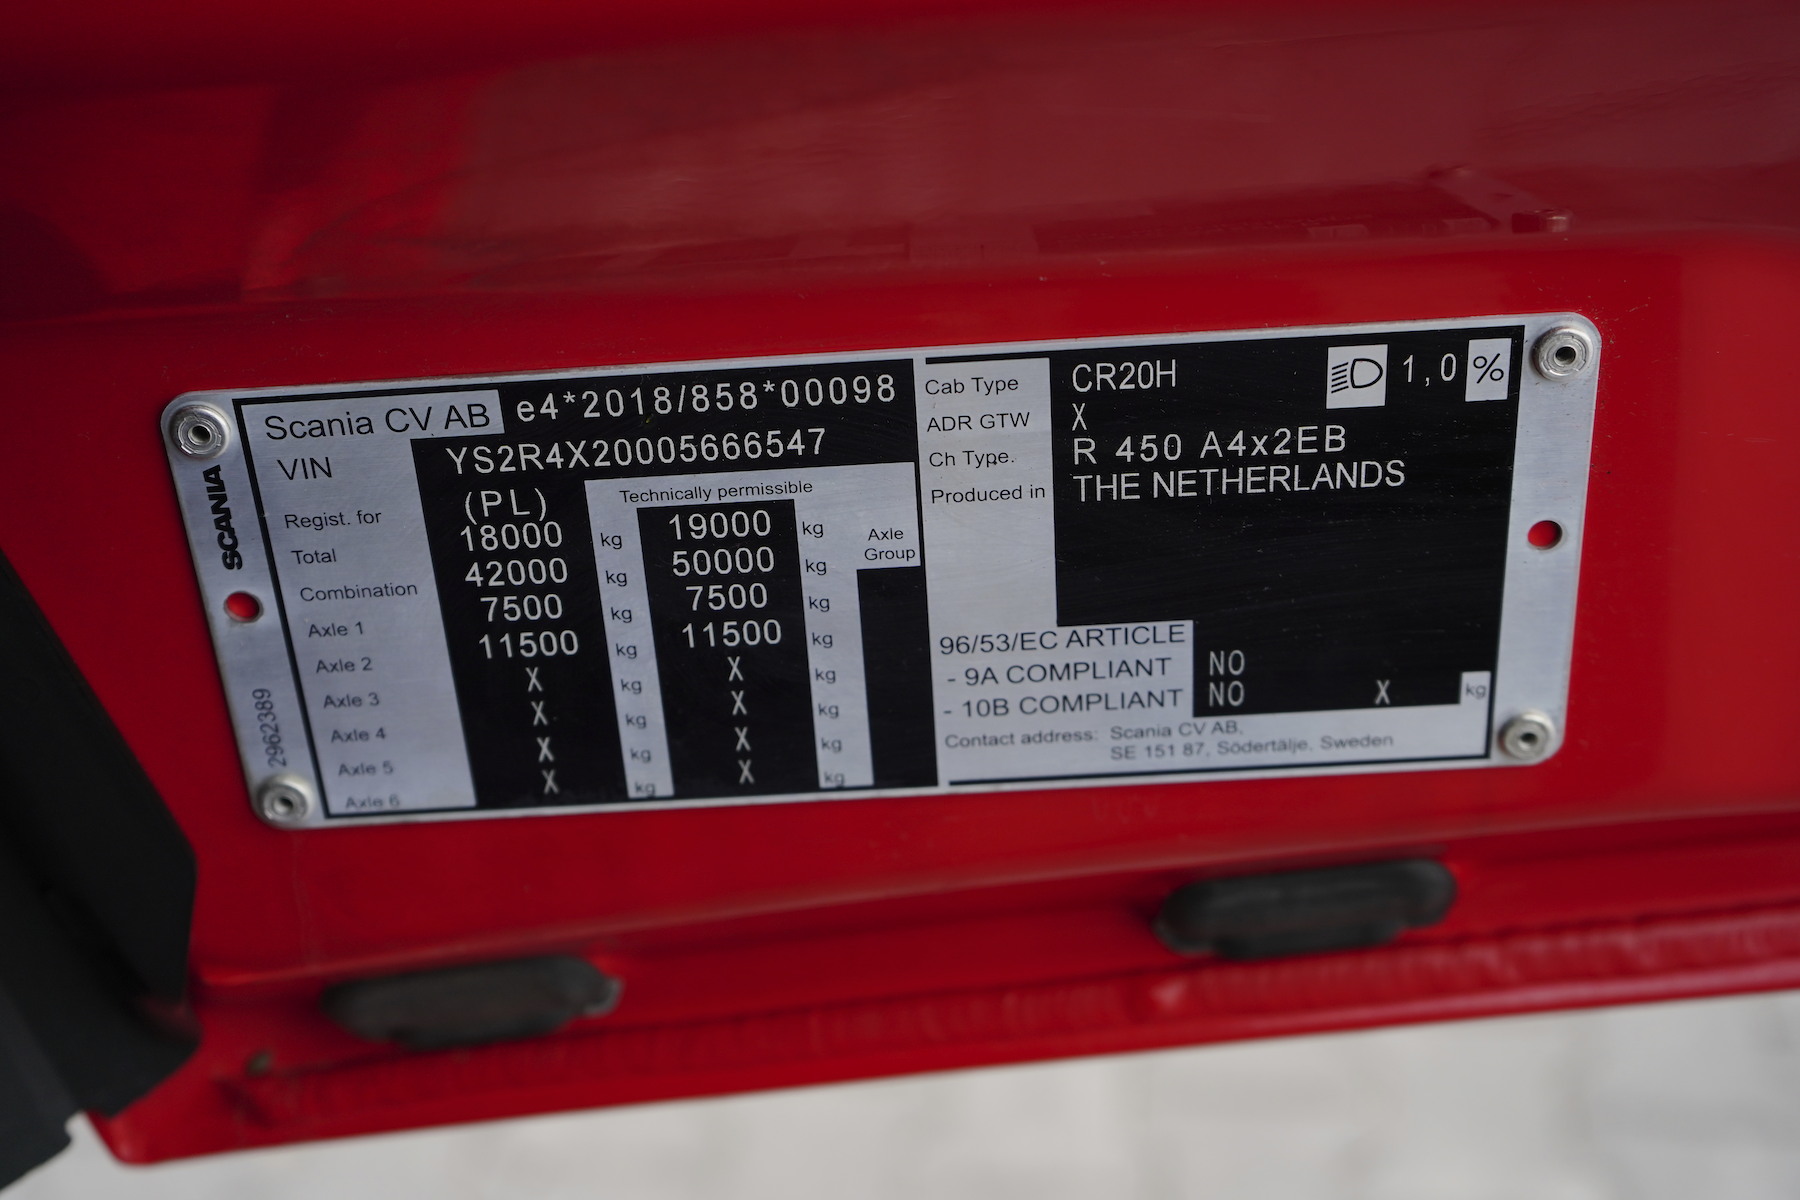 Scania CV AB e4*2018/858*00098
VIN YS2R4X20005666547
Regist. for (PL) Technically permissible
Total 18000 kg 19000 kg Axle Group
Combination 42000 kg 50000 kg
Axle 1 7500 kg 7500 kg
Axle 2 11500 kg 11500 kg
Axle 3 X kg X kg
Axle 4 X kg X kg
Axle 5 X kg X kg
Axle 6 X kg X kg
SCANIA
2962389
Cab Type CR20H 1,0 %
ADR GTW X
Ch Type. R 450 A4x2EB
Produced in THE NETHERLANDS
96/53/EC ARTICLE
- 9A COMPLIANT NO
- 10B COMPLIANT NO X kg
Contact address: Scania CV AB,
SE 151 87, Södertälje, Sweden